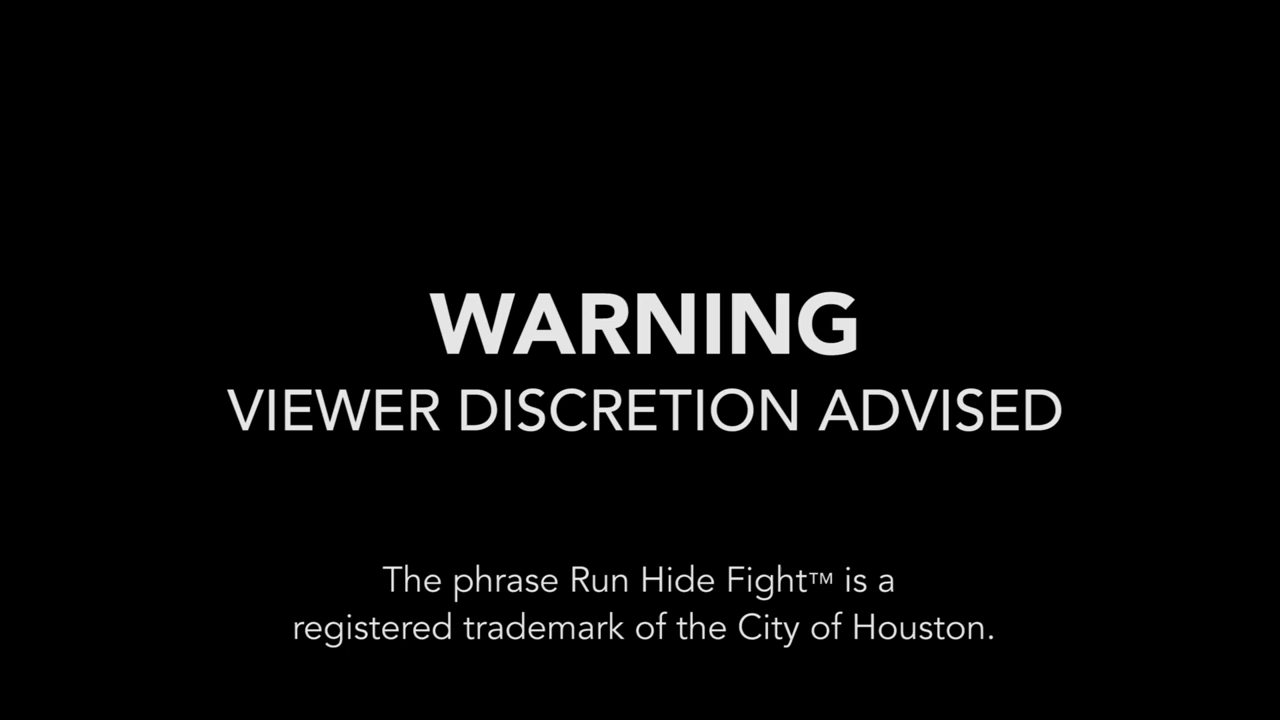 WARNING
VIEWER DISCRETION ADVISED
The phrase Run Hide Fight™ is a
registered trademark of the City of Houston.